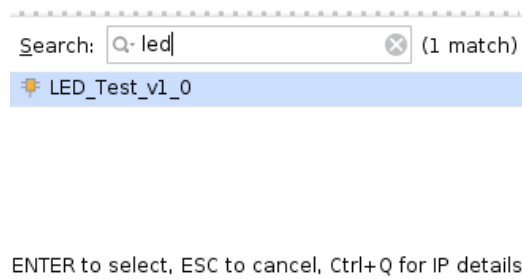 Search: led (1 match)
LED_Test_v1_0
ENTER to select, ESC to cancel, Ctrl+Q for IP details